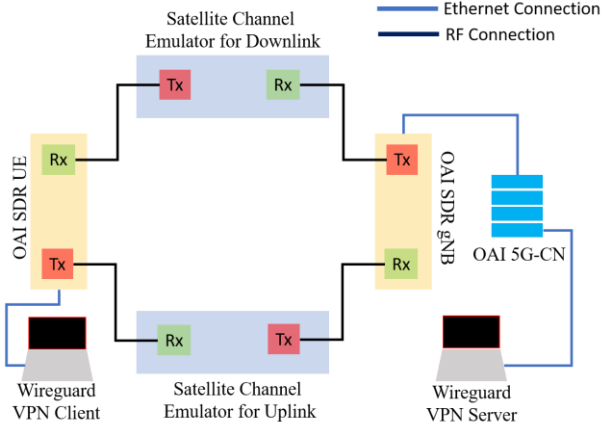 Satellite Channel
Emulator for Downlink
Ethernet Connection
RF Connection
Tx
Rx
OAI SDR UE
Rx
Tx
Tx
Rx
OAI SDR gNB
OAI 5G-CN
Rx
Tx
Wireguard
VPN Client
Satellite Channel
Emulator for Uplink
Wireguard
VPN Server